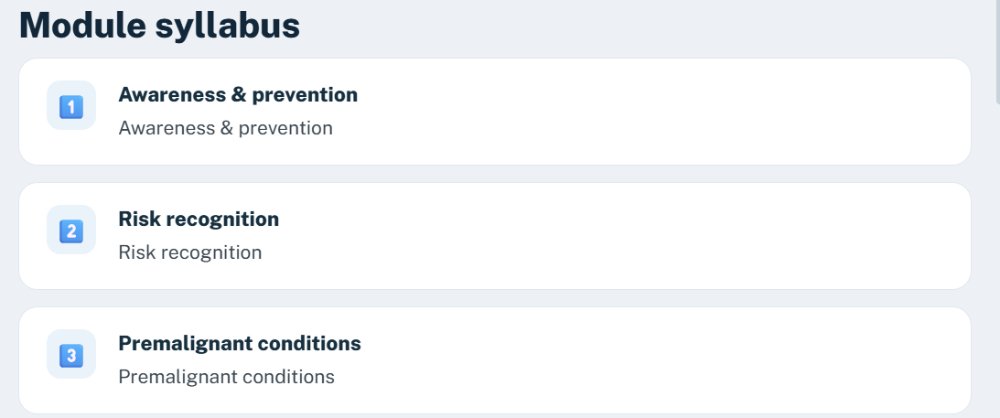 Module syllabus
1
Awareness & prevention
Awareness & prevention
2
Risk recognition
Risk recognition
3
Premalignant conditions
Premalignant conditions